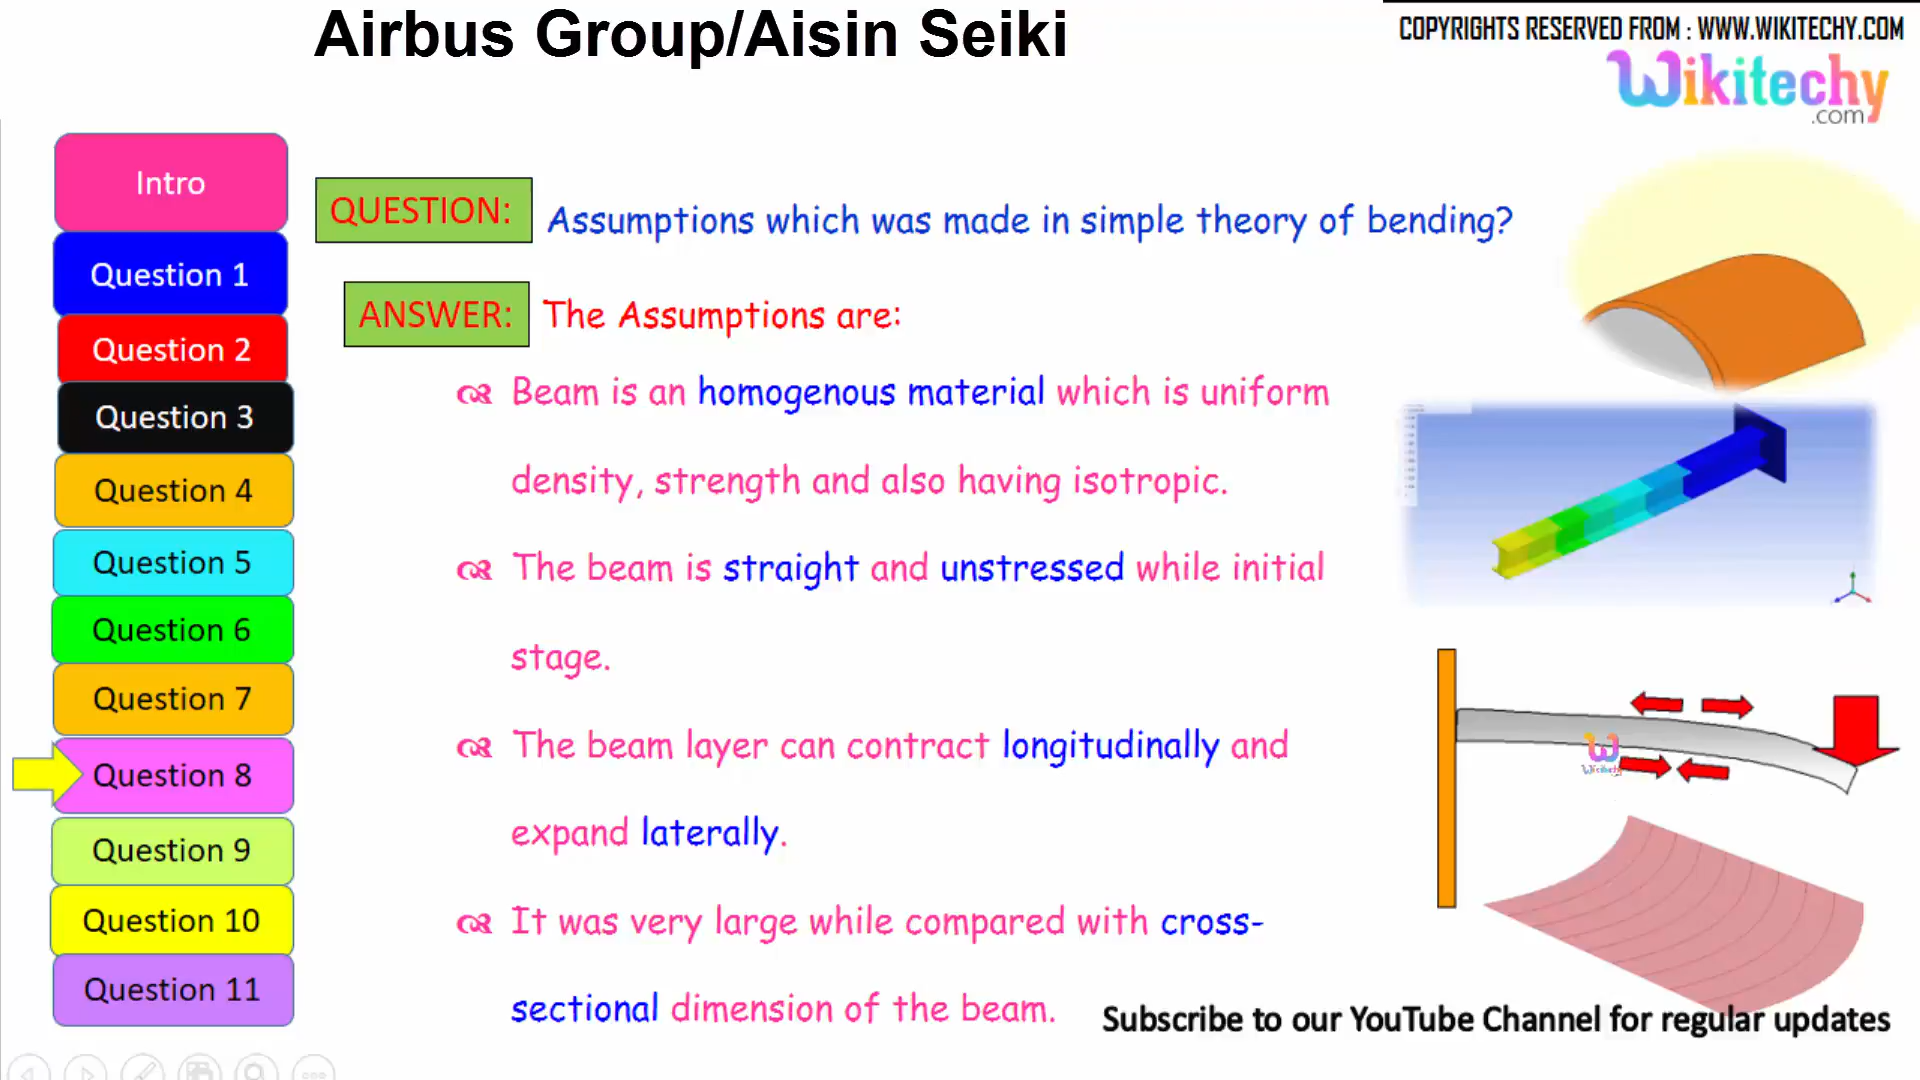 Airbus Group/Aisin Seiki
COPYRIGHTS RESERVED FROM : WWW.WIKITECHY.COM
Wikitechy
.com
Intro
Question 1
Question 2
Question 3
Question 4
Question 5
Question 6
Question 7
Question 8
Question 9
Question 10
Question 11
QUESTION: Assumptions which was made in simple theory of bending?
ANSWER: The Assumptions are:
Beam is an homogenous material which is uniform
density, strength and also having isotropic.
The beam is straight and unstressed while initial
stage.
The beam layer can contract longitudinally and
expand laterally.
It was very large while compared with cross-
sectional dimension of the beam.
Wikitechy
Subscribe to our YouTube Channel for regular updates